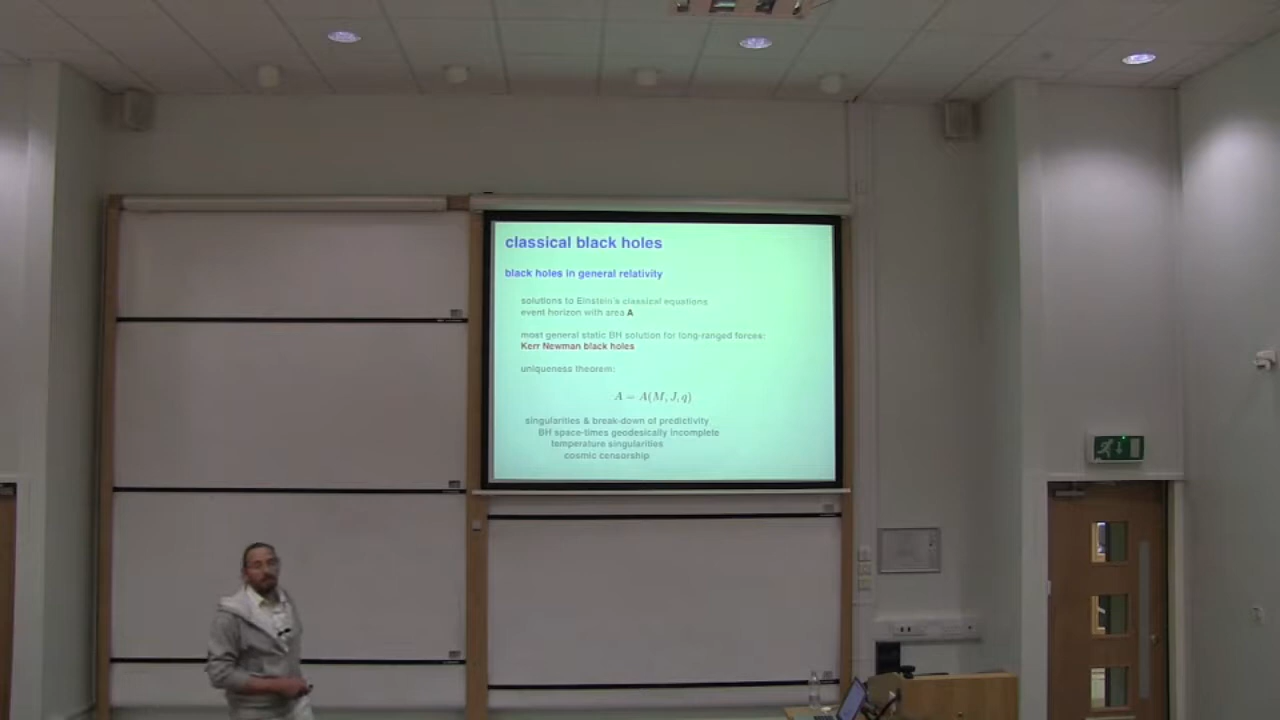 classical black holes
black holes in general relativity
solutions to Einstein's classical equations
event horizon with area A
most general static BH solution for long-ranged forces:
Kerr Newman black holes
uniqueness theorem:
A = A(M, J, q)
singularities & break-down of predictivity
BH space-times geodesically incomplete
temperature singularities
cosmic censorship